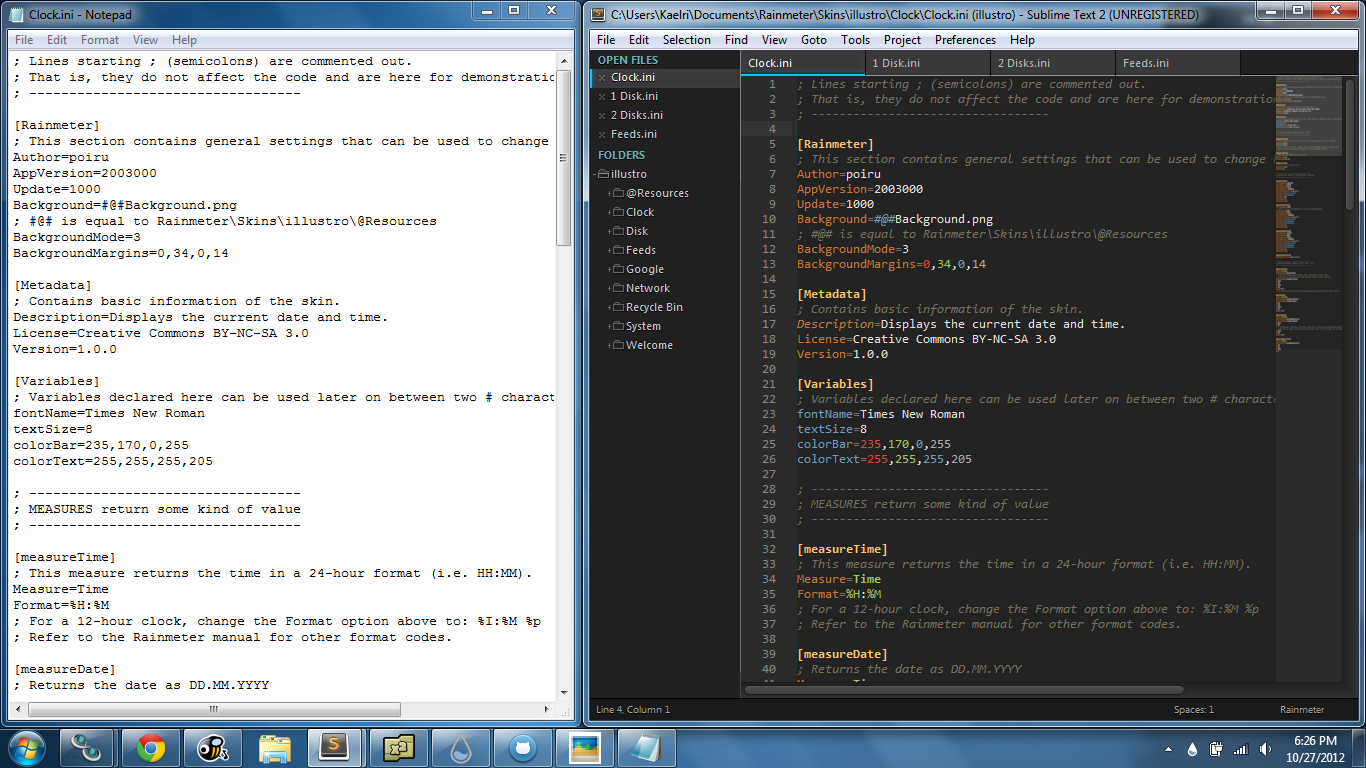 Clock.ini - Notepad
File Edit Format View Help
; Lines starting ; (semicolons) are commented out.
; That is, they do not affect the code and are here for demonstratic
; ----------------------------------
[Rainmeter]
; This section contains general settings that can be used to change
Author=poiru
AppVersion=2003000
Update=1000
Background=#@#Background.png
; #@# is equal to Rainmeter\Skins\illustro\@Resources
BackgroundMode=3
BackgroundMargins=0,34,0,14
[Metadata]
; Contains basic information of the skin.
Description=Displays the current date and time.
License=Creative Commons BY-NC-SA 3.0
Version=1.0.0
[Variables]
; Variables declared here can be used later on between two # charact
fontName=Times New Roman
textSize=8
colorBar=235,170,0,255
colorText=255,255,255,205
; ----------------------------------
; MEASURES return some kind of value
; ----------------------------------
[measureTime]
; This measure returns the time in a 24-hour format (i.e. HH:MM).
Measure=Time
Format=%H:%M
; For a 12-hour clock, change the Format option above to: %I:%M %p
; Refer to the Rainmeter manual for other format codes.
[measureDate]
; Returns the date as DD.MM.YYYY
C:\Users\Kaelri\Documents\Rainmeter\Skins\illustro\Clock\Clock.ini (illustro) - Sublime Text 2 (UNREGISTERED)
File Edit Selection Find View Goto Tools Project Preferences Help
OPEN FILES
Clock.ini
1 Disk.ini
2 Disks.ini
Feeds.ini
FOLDERS
illustro
@Resources
Clock
Disk
Feeds
Google
Network
Recycle Bin
System
Welcome
Clock.ini 1 Disk.ini 2 Disks.ini Feeds.ini
1 ; Lines starting ; (semicolons) are commented out.
2 ; That is, they do not affect the code and are here for demonstration
3 ; ----------------------------------
4
5 [Rainmeter]
6 ; This section contains general settings that can be used to change
7 Author=poiru
8 AppVersion=2003000
9 Update=1000
10 Background=#@#Background.png
11 ; #@# is equal to Rainmeter\Skins\illustro\@Resources
12 BackgroundMode=3
13 BackgroundMargins=0,34,0,14
14
15 [Metadata]
16 ; Contains basic information of the skin.
17 Description=Displays the current date and time.
18 License=Creative Commons BY-NC-SA 3.0
19 Version=1.0.0
20
21 [Variables]
22 ; Variables declared here can be used later on between two # characte
23 fontName=Times New Roman
24 textSize=8
25 colorBar=235,170,0,255
26 colorText=255,255,255,205
27
28 ; ----------------------------------
29 ; MEASURES return some kind of value
30 ; ----------------------------------
31
32 [measureTime]
33 ; This measure returns the time in a 24-hour format (i.e. HH:MM).
34 Measure=Time
35 Format=%H:%M
36 ; For a 12-hour clock, change the Format option above to: %I:%M %p
37 ; Refer to the Rainmeter manual for other format codes.
38
39 [measureDate]
40 ; Returns the date as DD.MM.YYYY
Line 4, Column 1 Spaces: 1 Rainmeter
6:26 PM
10/27/2012